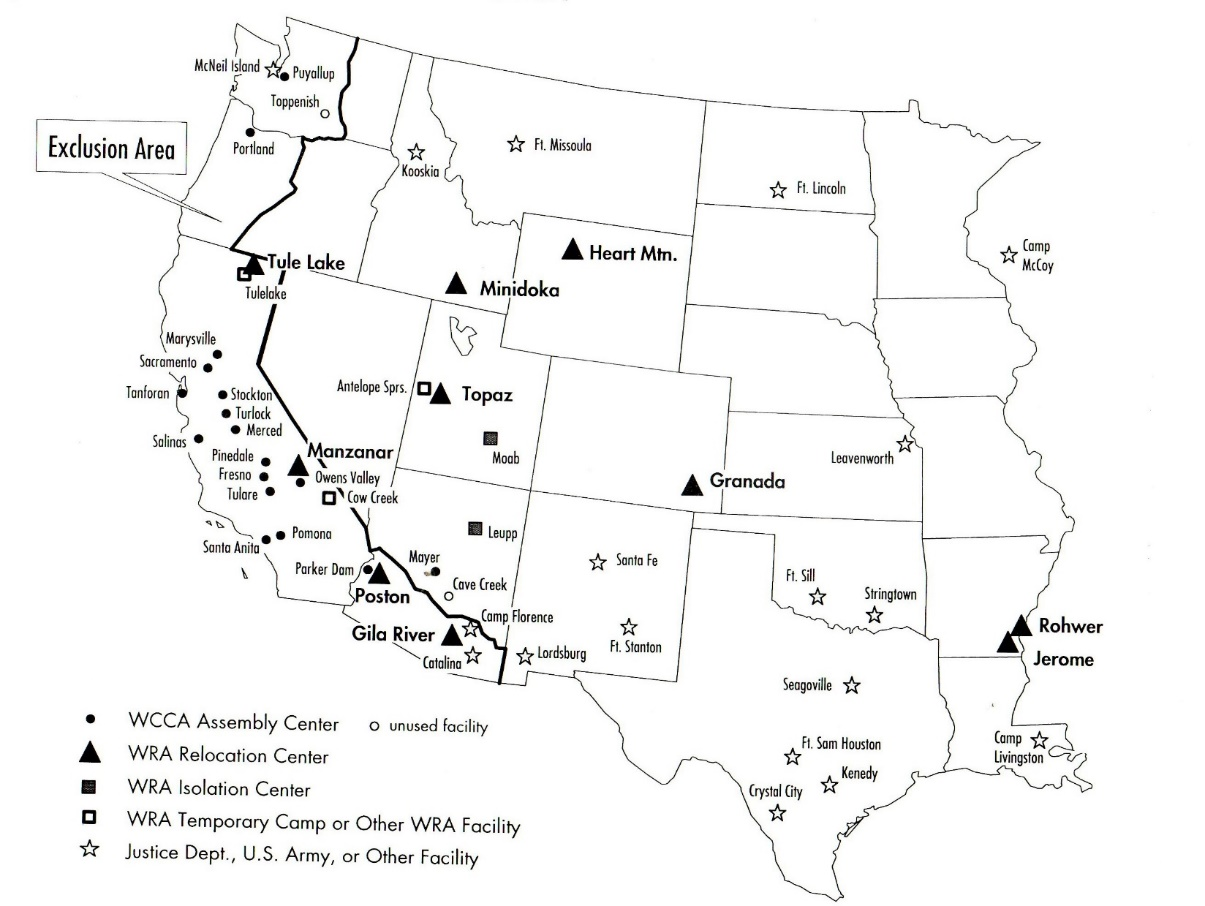 McNeil Island
Puyallup
Toppenish
Exclusion Area
Portland
Kooskia
Ft. Missoula
Ft. Lincoln
Camp
McCoy
Heart Mtn.
Tule Lake
Tulelake
Minidoka
Marysville
Sacramento
Tanforan
Stockton
Turlock
Merced
Salinas
Antelope Sprs.
Topaz
Moab
Leavenworth
Pinedale
Fresno
Tulare
Manzanar
Owens Valley
Cow Creek
Granada
Leupp
Santa Anita
Pomona
Parker Dam
Poston
Mayer
Cave Creek
Camp Florence
Gila River
Catalina
Lordsburg
Santa Fe
Ft. Stanton
Ft. Sill
Stringtown
Rohwer
Jerome
Seagoville
Ft. Sam Houston
Kenedy
Crystal City
Camp
Livingston
WCCA Assembly Center
unused facility
WRA Relocation Center
WRA Isolation Center
WRA Temporary Camp or Other WRA Facility
Justice Dept., U.S. Army, or Other Facility